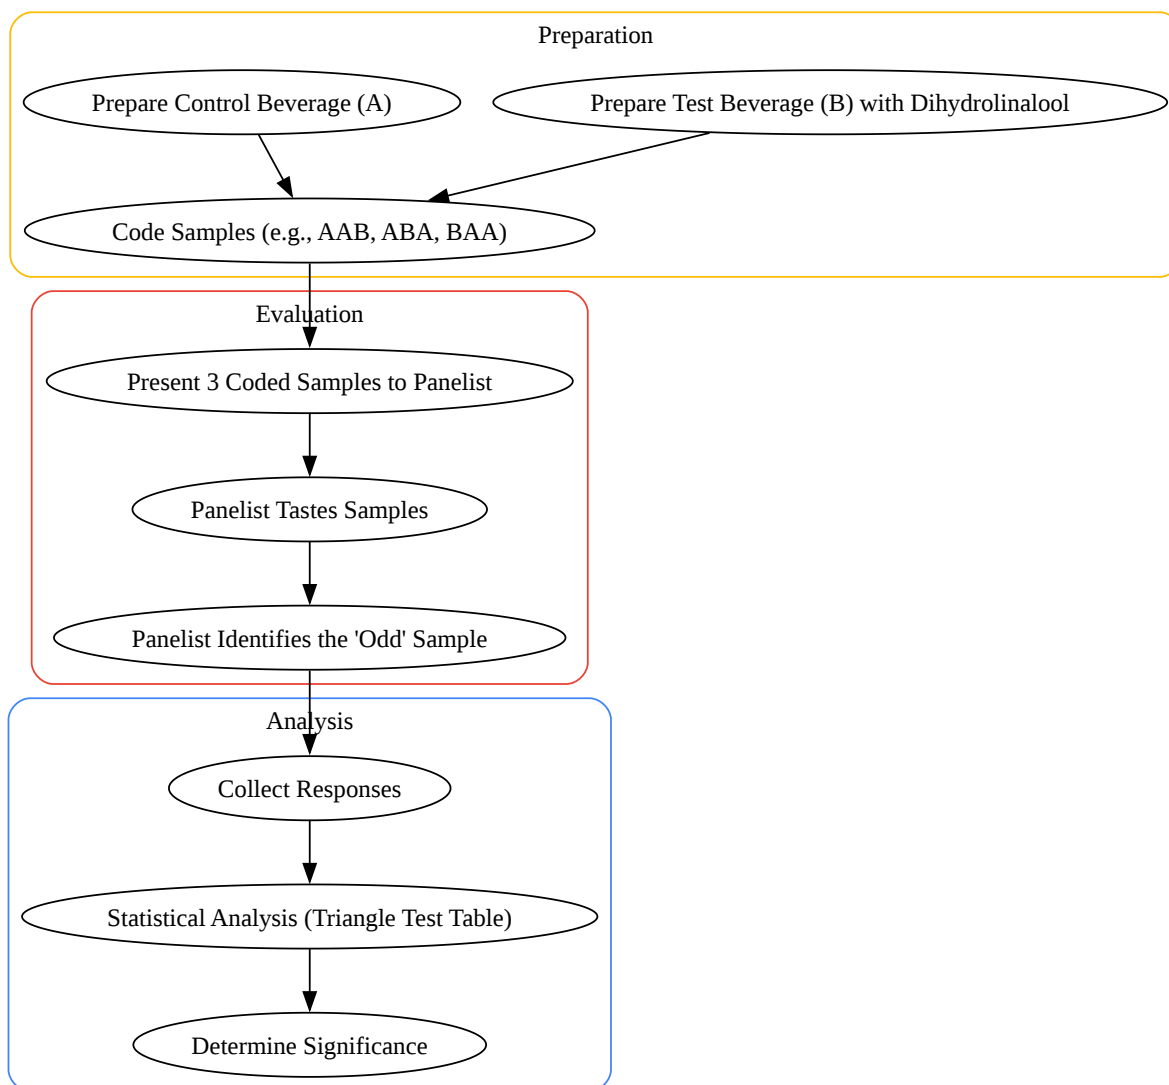 Preparation
Prepare Control Beverage (A)
Prepare Test Beverage (B) with Dihydrolinalool
Code Samples (e.g., AAB, ABA, BAA)
Evaluation
Present 3 Coded Samples to Panelist
Panelist Tastes Samples
Panelist Identifies the 'Odd' Sample
Analysis
Collect Responses
Statistical Analysis (Triangle Test Table)
Determine Significance